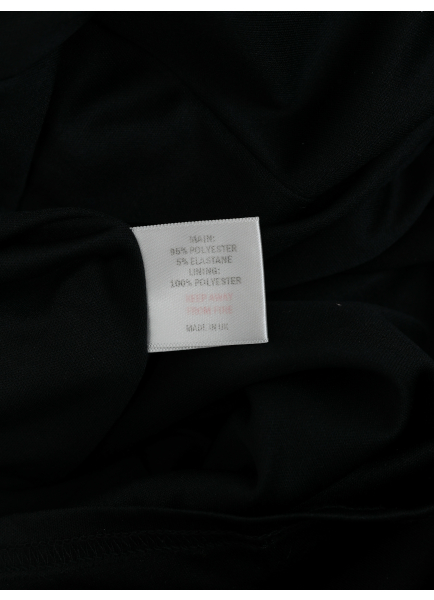 MAIN:
95% POLYESTER
5% ELASTANE
LINING:
100% POLYESTER
KEEP AWAY
FROM FIRE
MADE IN UK